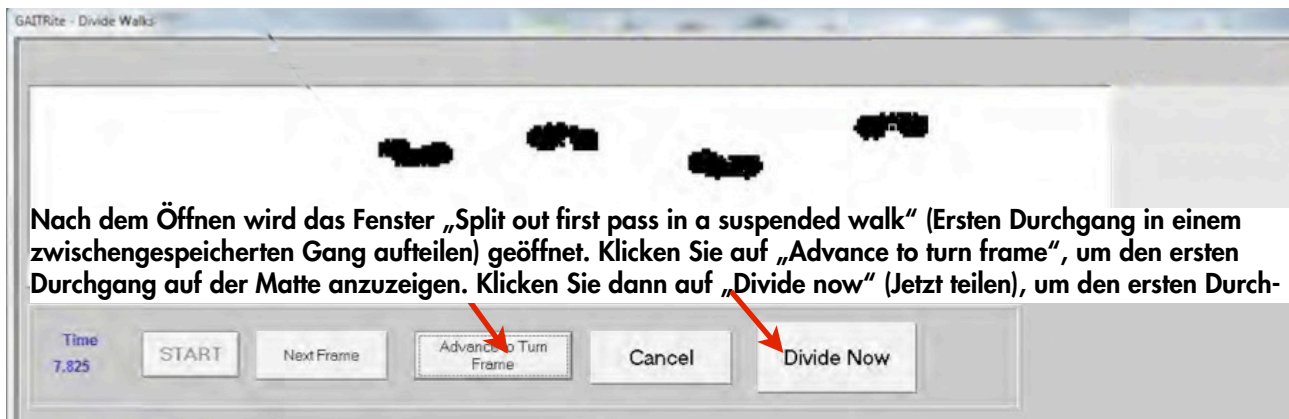 GAITRite - Divide Walks
Nach dem Öffnen wird das Fenster „Split out first pass in a suspended walk“ (Ersten Durchgang in einem
zwischengespeicherten Gang aufteilen) geöffnet. Klicken Sie auf „Advance to turn frame“, um den ersten
Durchgang auf der Matte anzuzeigen. Klicken Sie dann auf „Divide now“ (Jetzt teilen), um den ersten Durch-
Time
7.825
START
Next Frame
Advance to Turn
Frame
Cancel
Divide Now